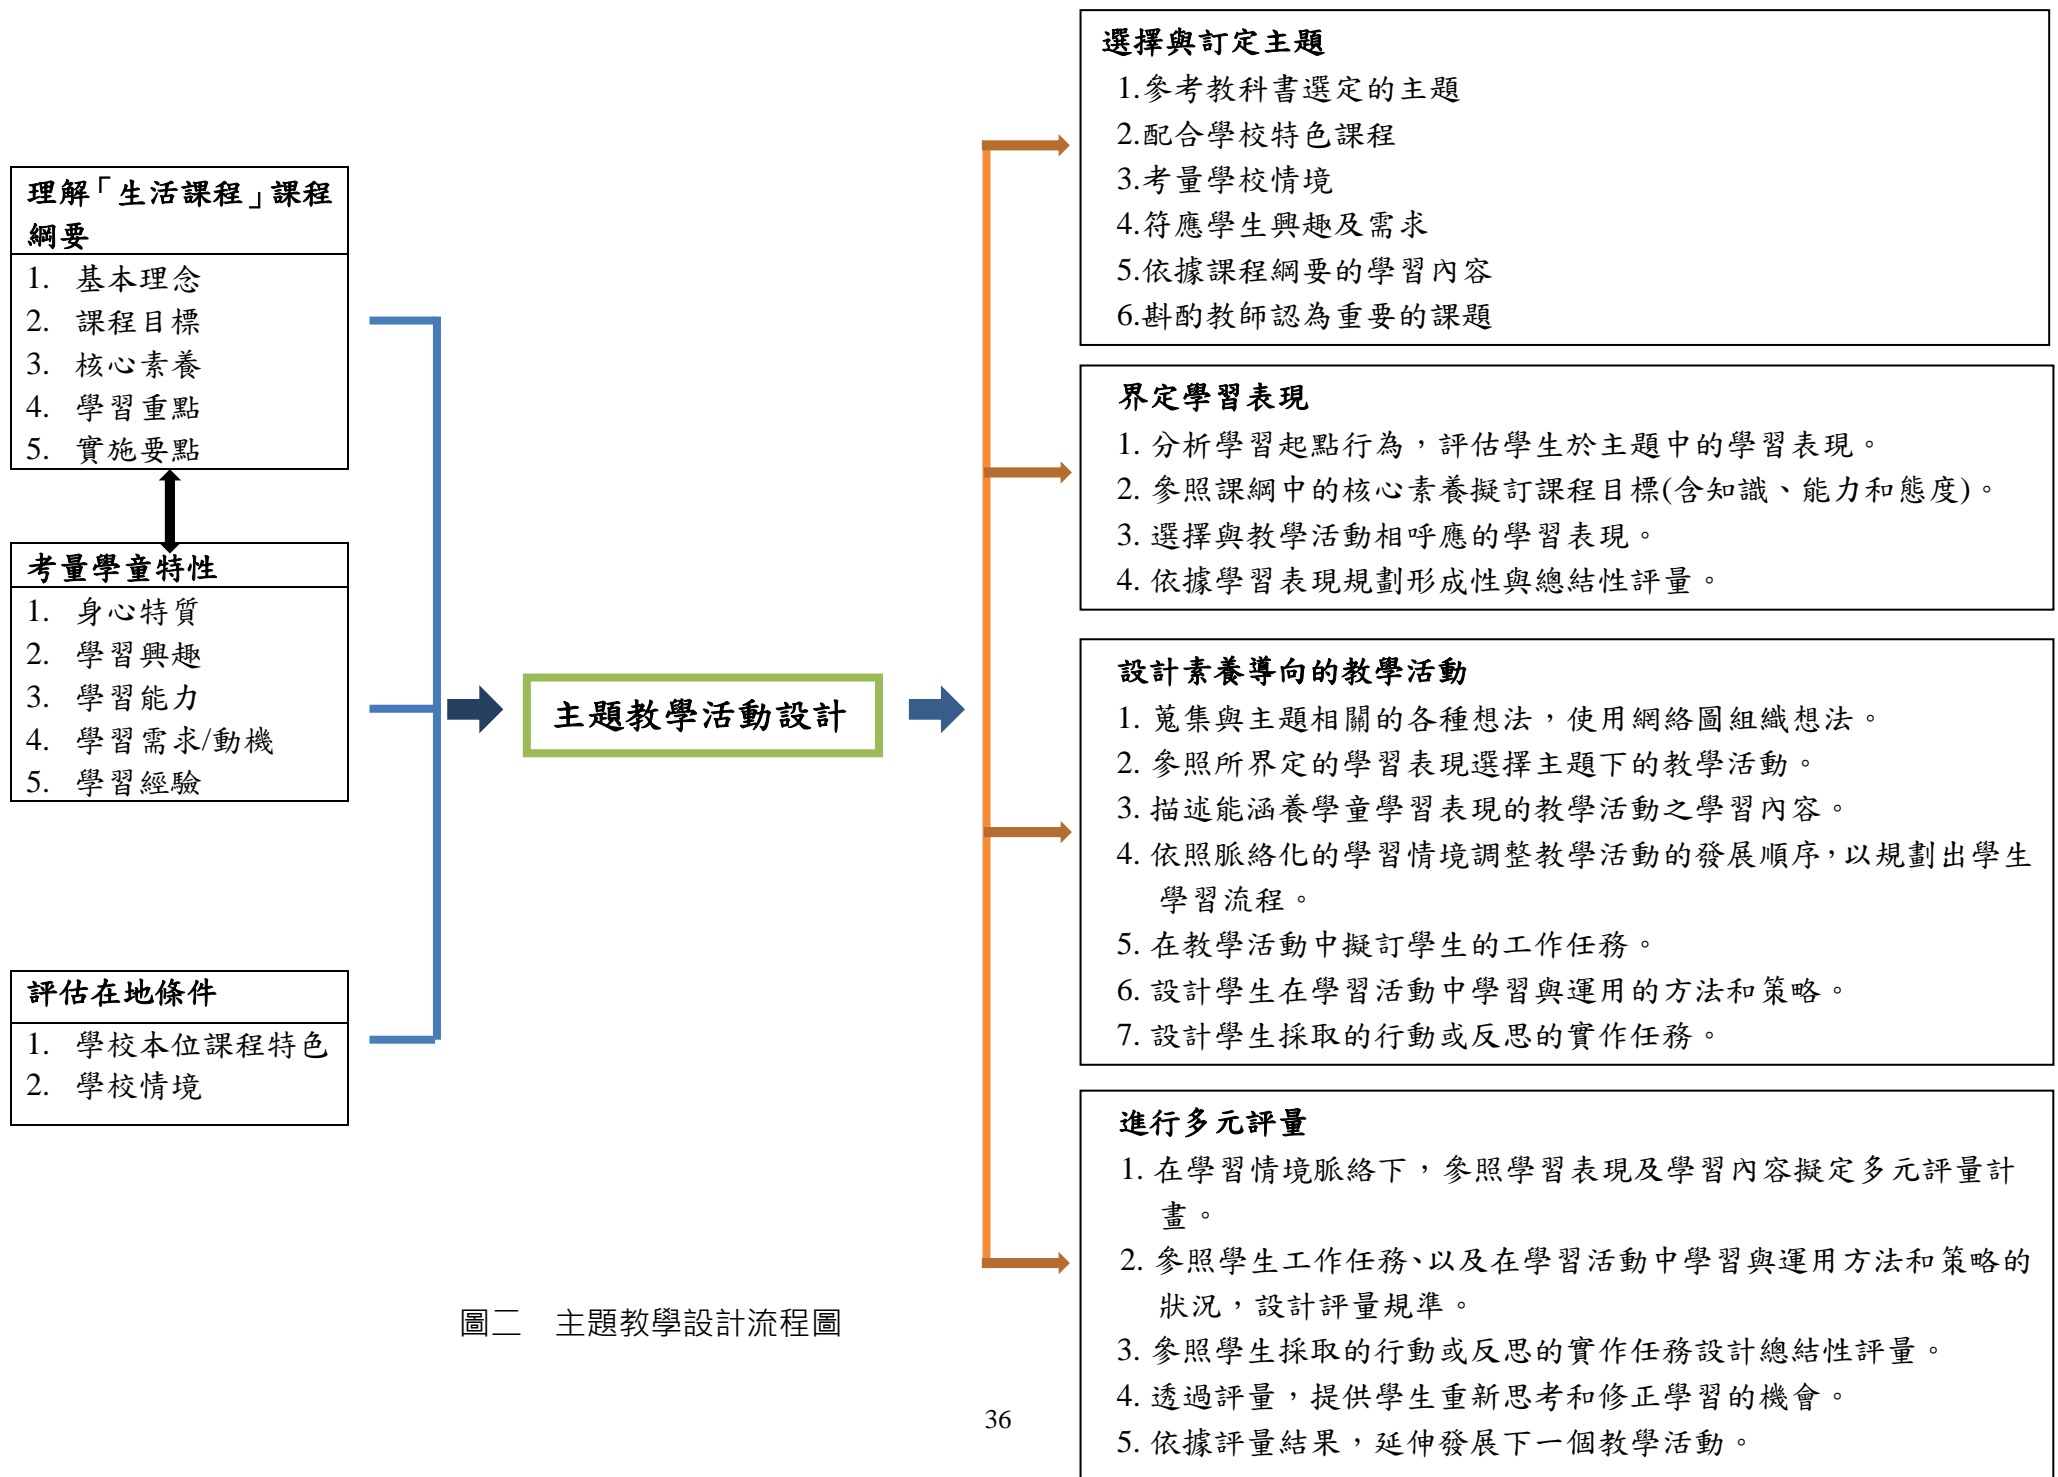 理解「生活課程」課程
綱要
1. 基本理念
2. 課程目標
3. 核心素養
4. 學習重點
5. 實施要點
考量學童特性
1. 身心特質
2. 學習興趣
3. 學習能力
4. 學習需求/動機
5. 學習經驗
評估在地條件
1. 學校本位課程特色
2. 學校情境
主題教學活動設計
選擇與訂定主題
1.參考教科書選定的主題
2.配合學校特色課程
3.考量學校情境
4.符應學生興趣及需求
5.依據課程綱要的學習內容
6.斟酌教師認為重要的課題
界定學習表現
1. 分析學習起點行為，評估學生於主題中的學習表現。
2. 參照課綱中的核心素養擬訂課程目標(含知識、能力和態度)。
3. 選擇與教學活動相呼應的學習表現。
4. 依據學習表現規劃形成性與總結性評量。
設計素養導向的教學活動
1. 蒐集與主題相關的各種想法，使用網絡圖組織想法。
2. 參照所界定的學習表現選擇主題下的教學活動。
3. 描述能涵養學童學習表現的教學活動之學習內容。
4. 依照脈絡化的學習情境調整教學活動的發展順序，以規劃出學生
學習流程。
5. 在教學活動中擬訂學生的工作任務。
6. 設計學生在學習活動中學習與運用的方法和策略。
7. 設計學生採取的行動或反思的實作任務。
進行多元評量
1. 在學習情境脈絡下，參照學習表現及學習內容擬定多元評量計
畫。
2. 參照學生工作任務、以及在學習活動中學習與運用方法和策略的
狀況，設計評量規準。
3. 參照學生採取的行動或反思的實作任務設計總結性評量。
4. 透過評量，提供學生重新思考和修正學習的機會。
5. 依據評量結果，延伸發展下一個教學活動。
圖二　主題教學設計流程圖
36